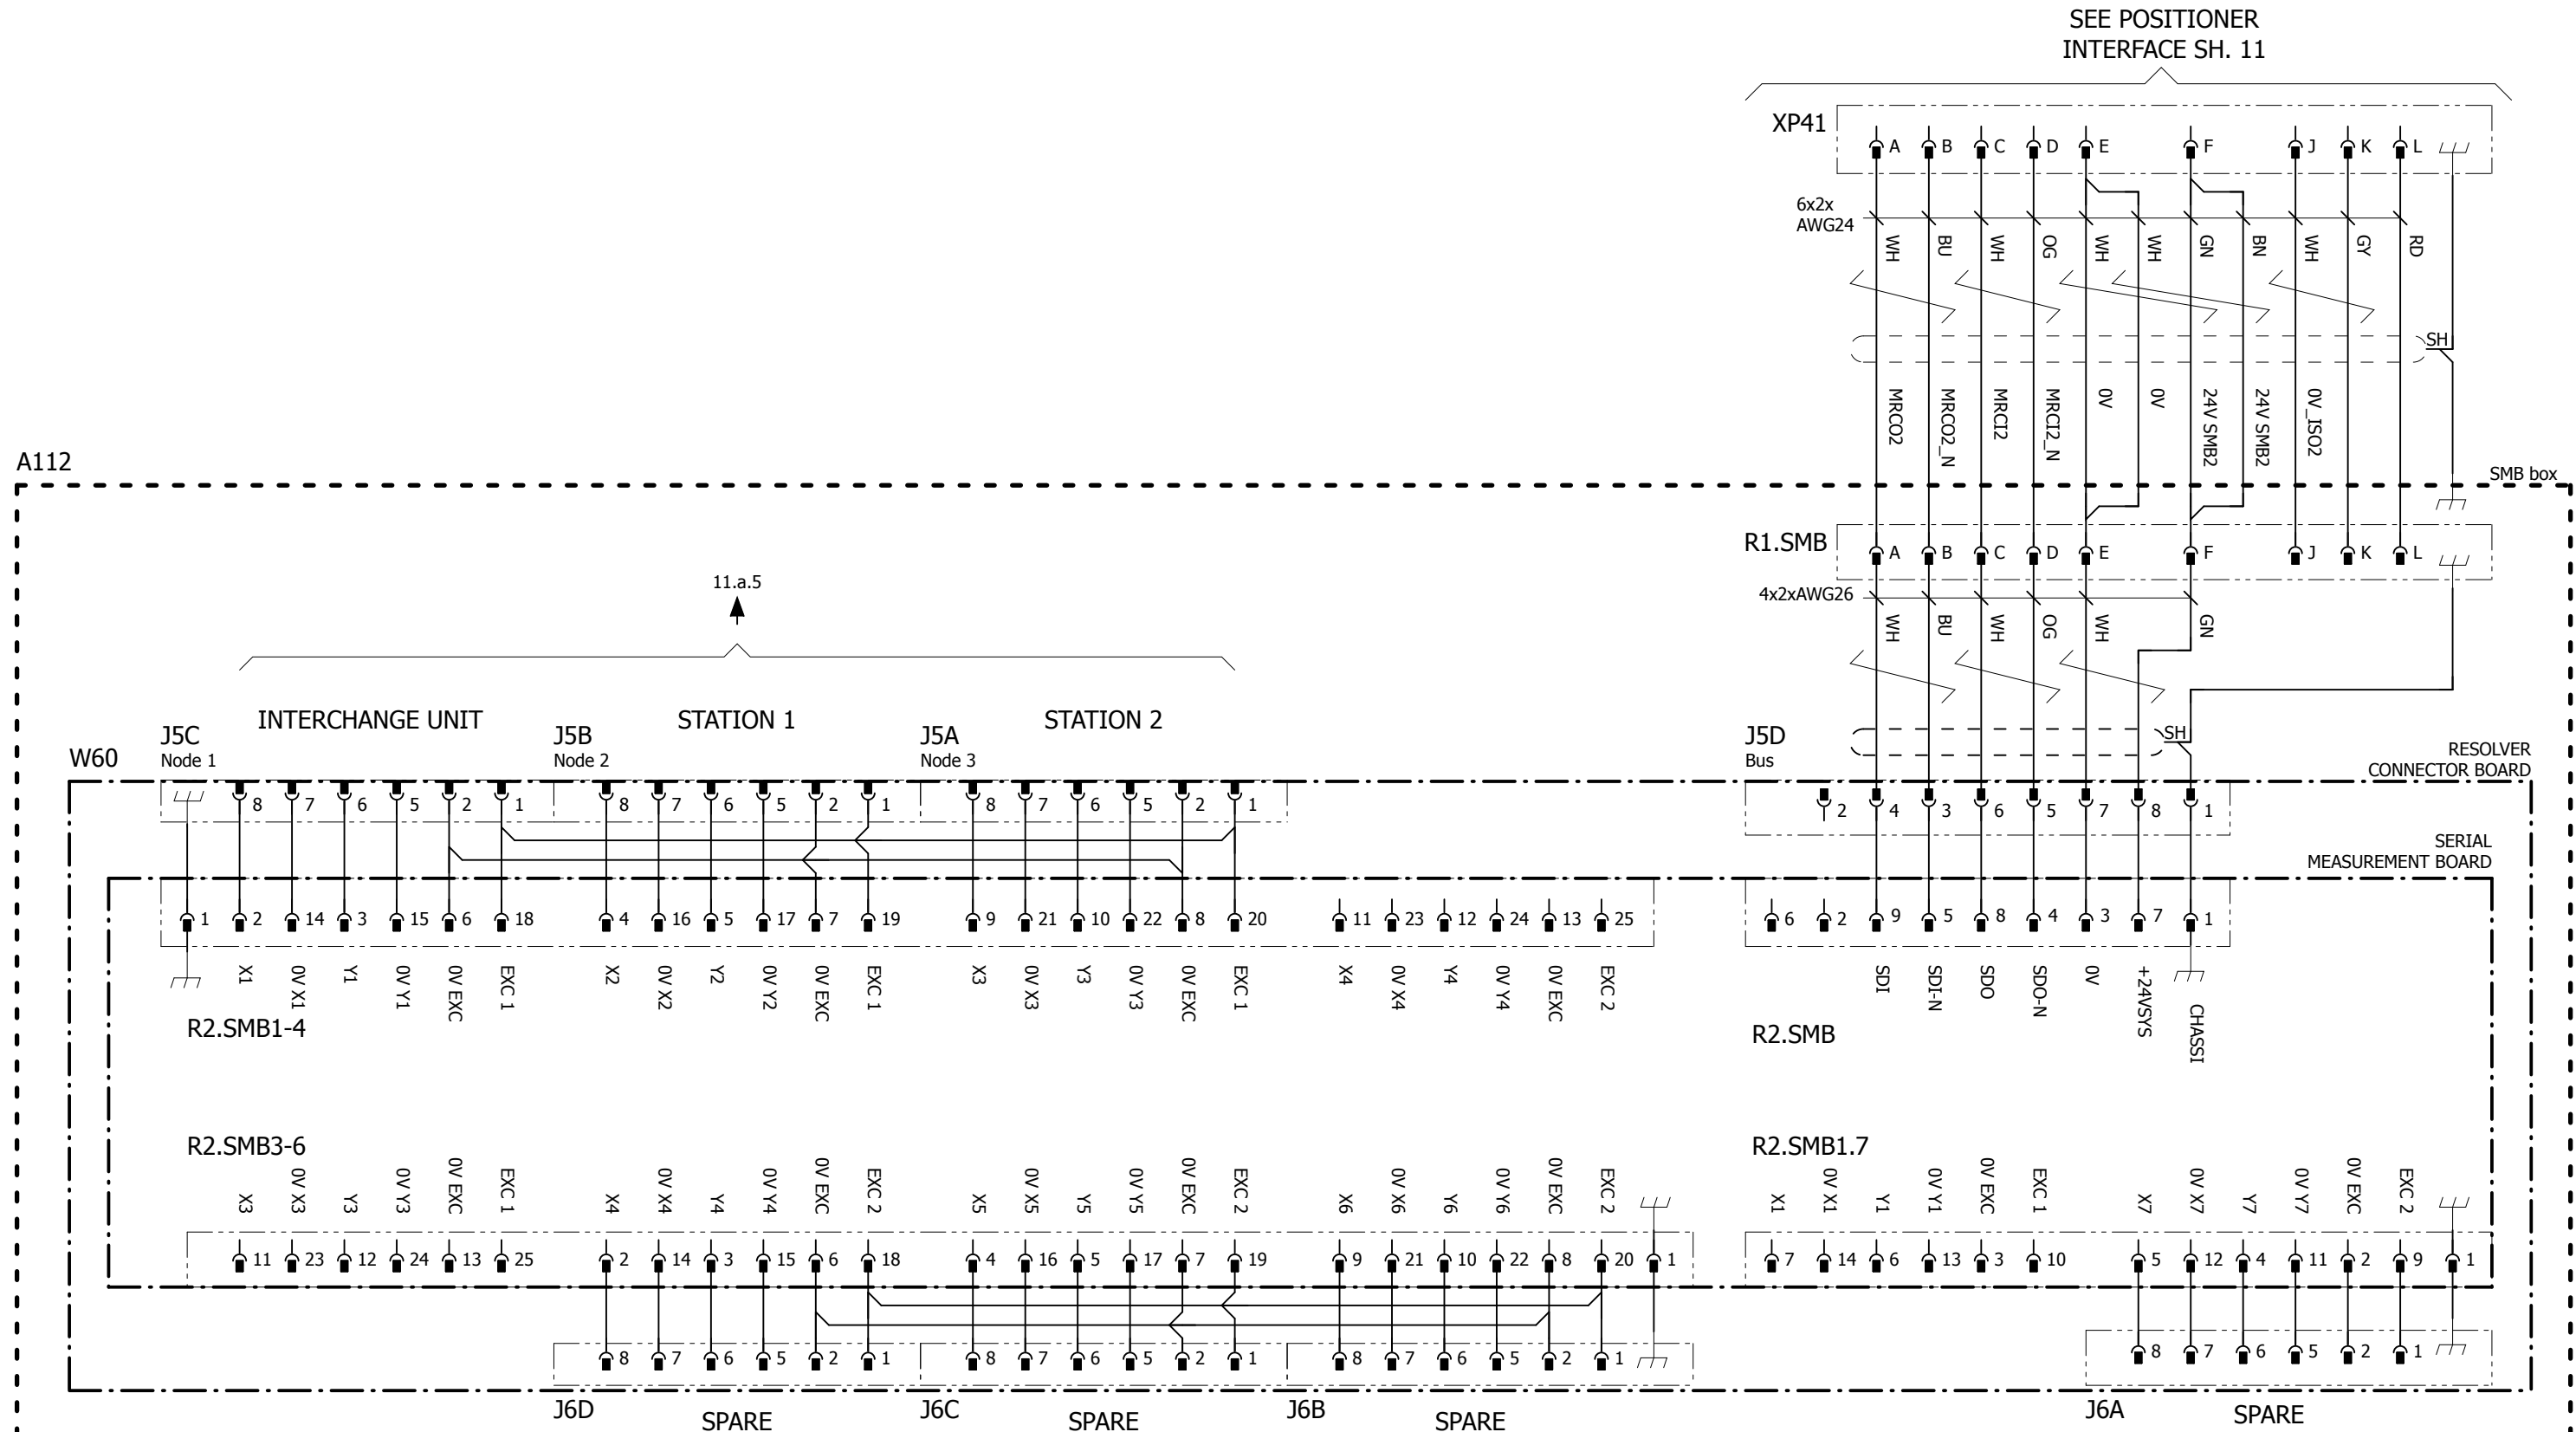 SEE POSITIONER
INTERFACE SH. 11
XP41
A B C D E F J K L
6x2x
AWG24
WH BU WH OG WH WH GN BN WH GY RD
SH
MRCO2 MRCO2_N MRCI2 MRCI2_N 0V 0V 24V SMB2 24V SMB2 0V_ISO2
A112
SMB box
R1.SMB
A B C D E F J K L
4x2xAWG26
WH BU WH OG WH GN
11.a.5
INTERCHANGE UNIT STATION 1 STATION 2
SH
W60
J5C
Node 1
J5B
Node 2
J5A
Node 3
J5D
Bus
RESOLVER
CONNECTOR BOARD
8 7 6 5 2 1 8 7 6 5 2 1 8 7 6 5 2 1 2 4 3 6 5 7 8 1
SERIAL
MEASUREMENT BOARD
1 2 14 3 15 6 18 4 16 5 17 7 19 9 21 10 22 8 20 11 23 12 24 13 25 6 2 9 5 8 4 3 7 1
X1 0V X1 Y1 0V Y1 0V EXC EXC 1 X2 0V X2 Y2 0V Y2 0V EXC EXC 1 X3 0V X3 Y3 0V Y3 0V EXC EXC 1 X4 0V X4 Y4 0V Y4 0V EXC EXC 2 SDI SDI-N SDO SDO-N 0V +24VSYS CHASSI
R2.SMB1-4 R2.SMB
R2.SMB3-6 R2.SMB1.7
X3 0V X3 Y3 0V Y3 0V EXC EXC 1 X4 0V X4 Y4 0V Y4 0V EXC EXC 2 X5 0V X5 Y5 0V Y5 0V EXC EXC 2 X6 0V X6 Y6 0V Y6 0V EXC EXC 2 X1 0V X1 Y1 0V Y1 0V EXC EXC 1 X7 0V X7 Y7 0V Y7 0V EXC EXC 2
11 23 12 24 13 25 2 14 3 15 6 18 4 16 5 17 7 19 9 21 10 22 8 20 1 7 14 6 13 3 10 5 12 4 11 2 9 1
8 7 6 5 2 1 8 7 6 5 2 1 8 7 6 5 2 1 8 7 6 5 2 1
J6D SPARE J6C SPARE J6B SPARE J6A SPARE